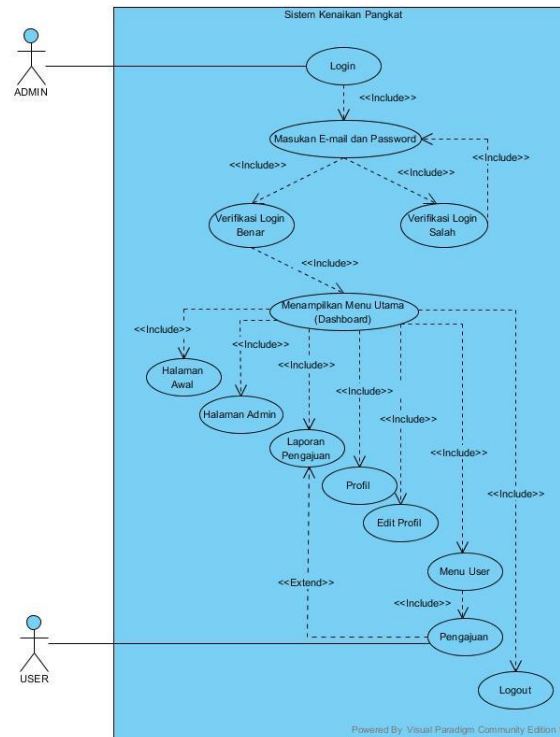 Sistem Kenaikan Pangkat
ADMIN
Login
<<Include>>
Masukan E-mail dan Password
<<Include>>
<<Include>>
<<Include>>
Verifikasi Login
Benar
Verifikasi Login
Salah
<<Include>>
Menampilkan Menu Utama
(Dashboard)
<<Include>>
<<Include>>
<<Include>>
<<Include>>
<<Include>>
<<Include>>
<<Include>>
Halaman
Awal
Halaman Admin
Laporan
Pengajuan
Profil
Edit Profil
Menu User
<<Extend>>
<<Include>>
Pengajuan
USER
Logout
Powered By Visual Paradigm Community Edition